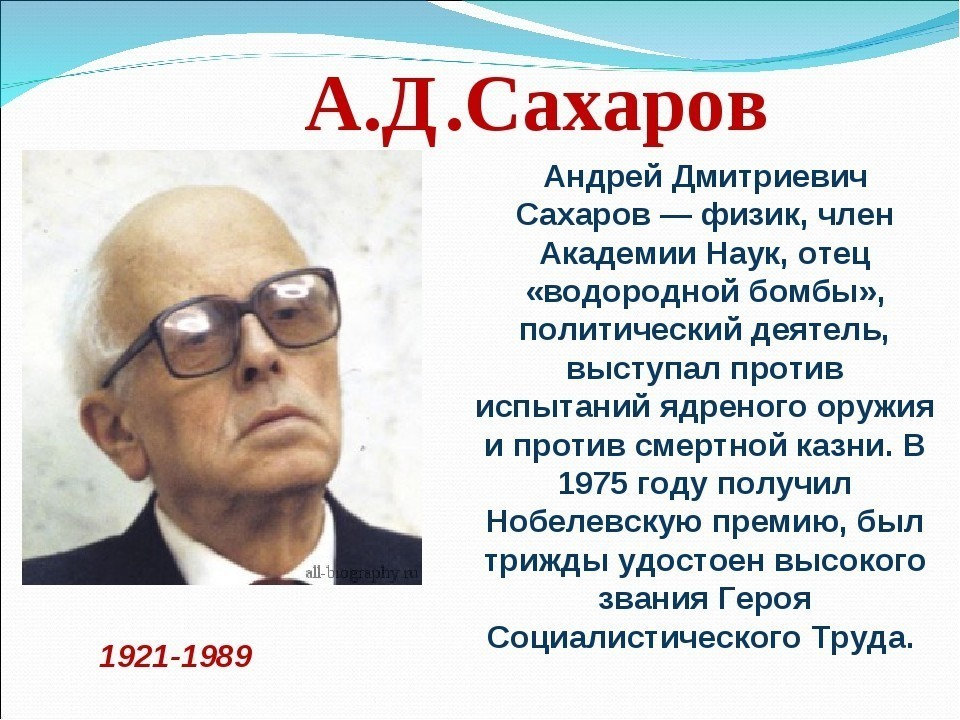 А.Д.Сахаров
Андрей Дмитриевич
Сахаров — физик, член
Академии Наук, отец
«водородной бомбы»,
политический деятель,
выступал против
испытаний ядреного оружия
и против смертной казни. В
1975 году получил
Нобелевскую премию, был
трижды удостоен высокого
звания Героя
Социалистического Труда.
all-biography.ru
1921-1989